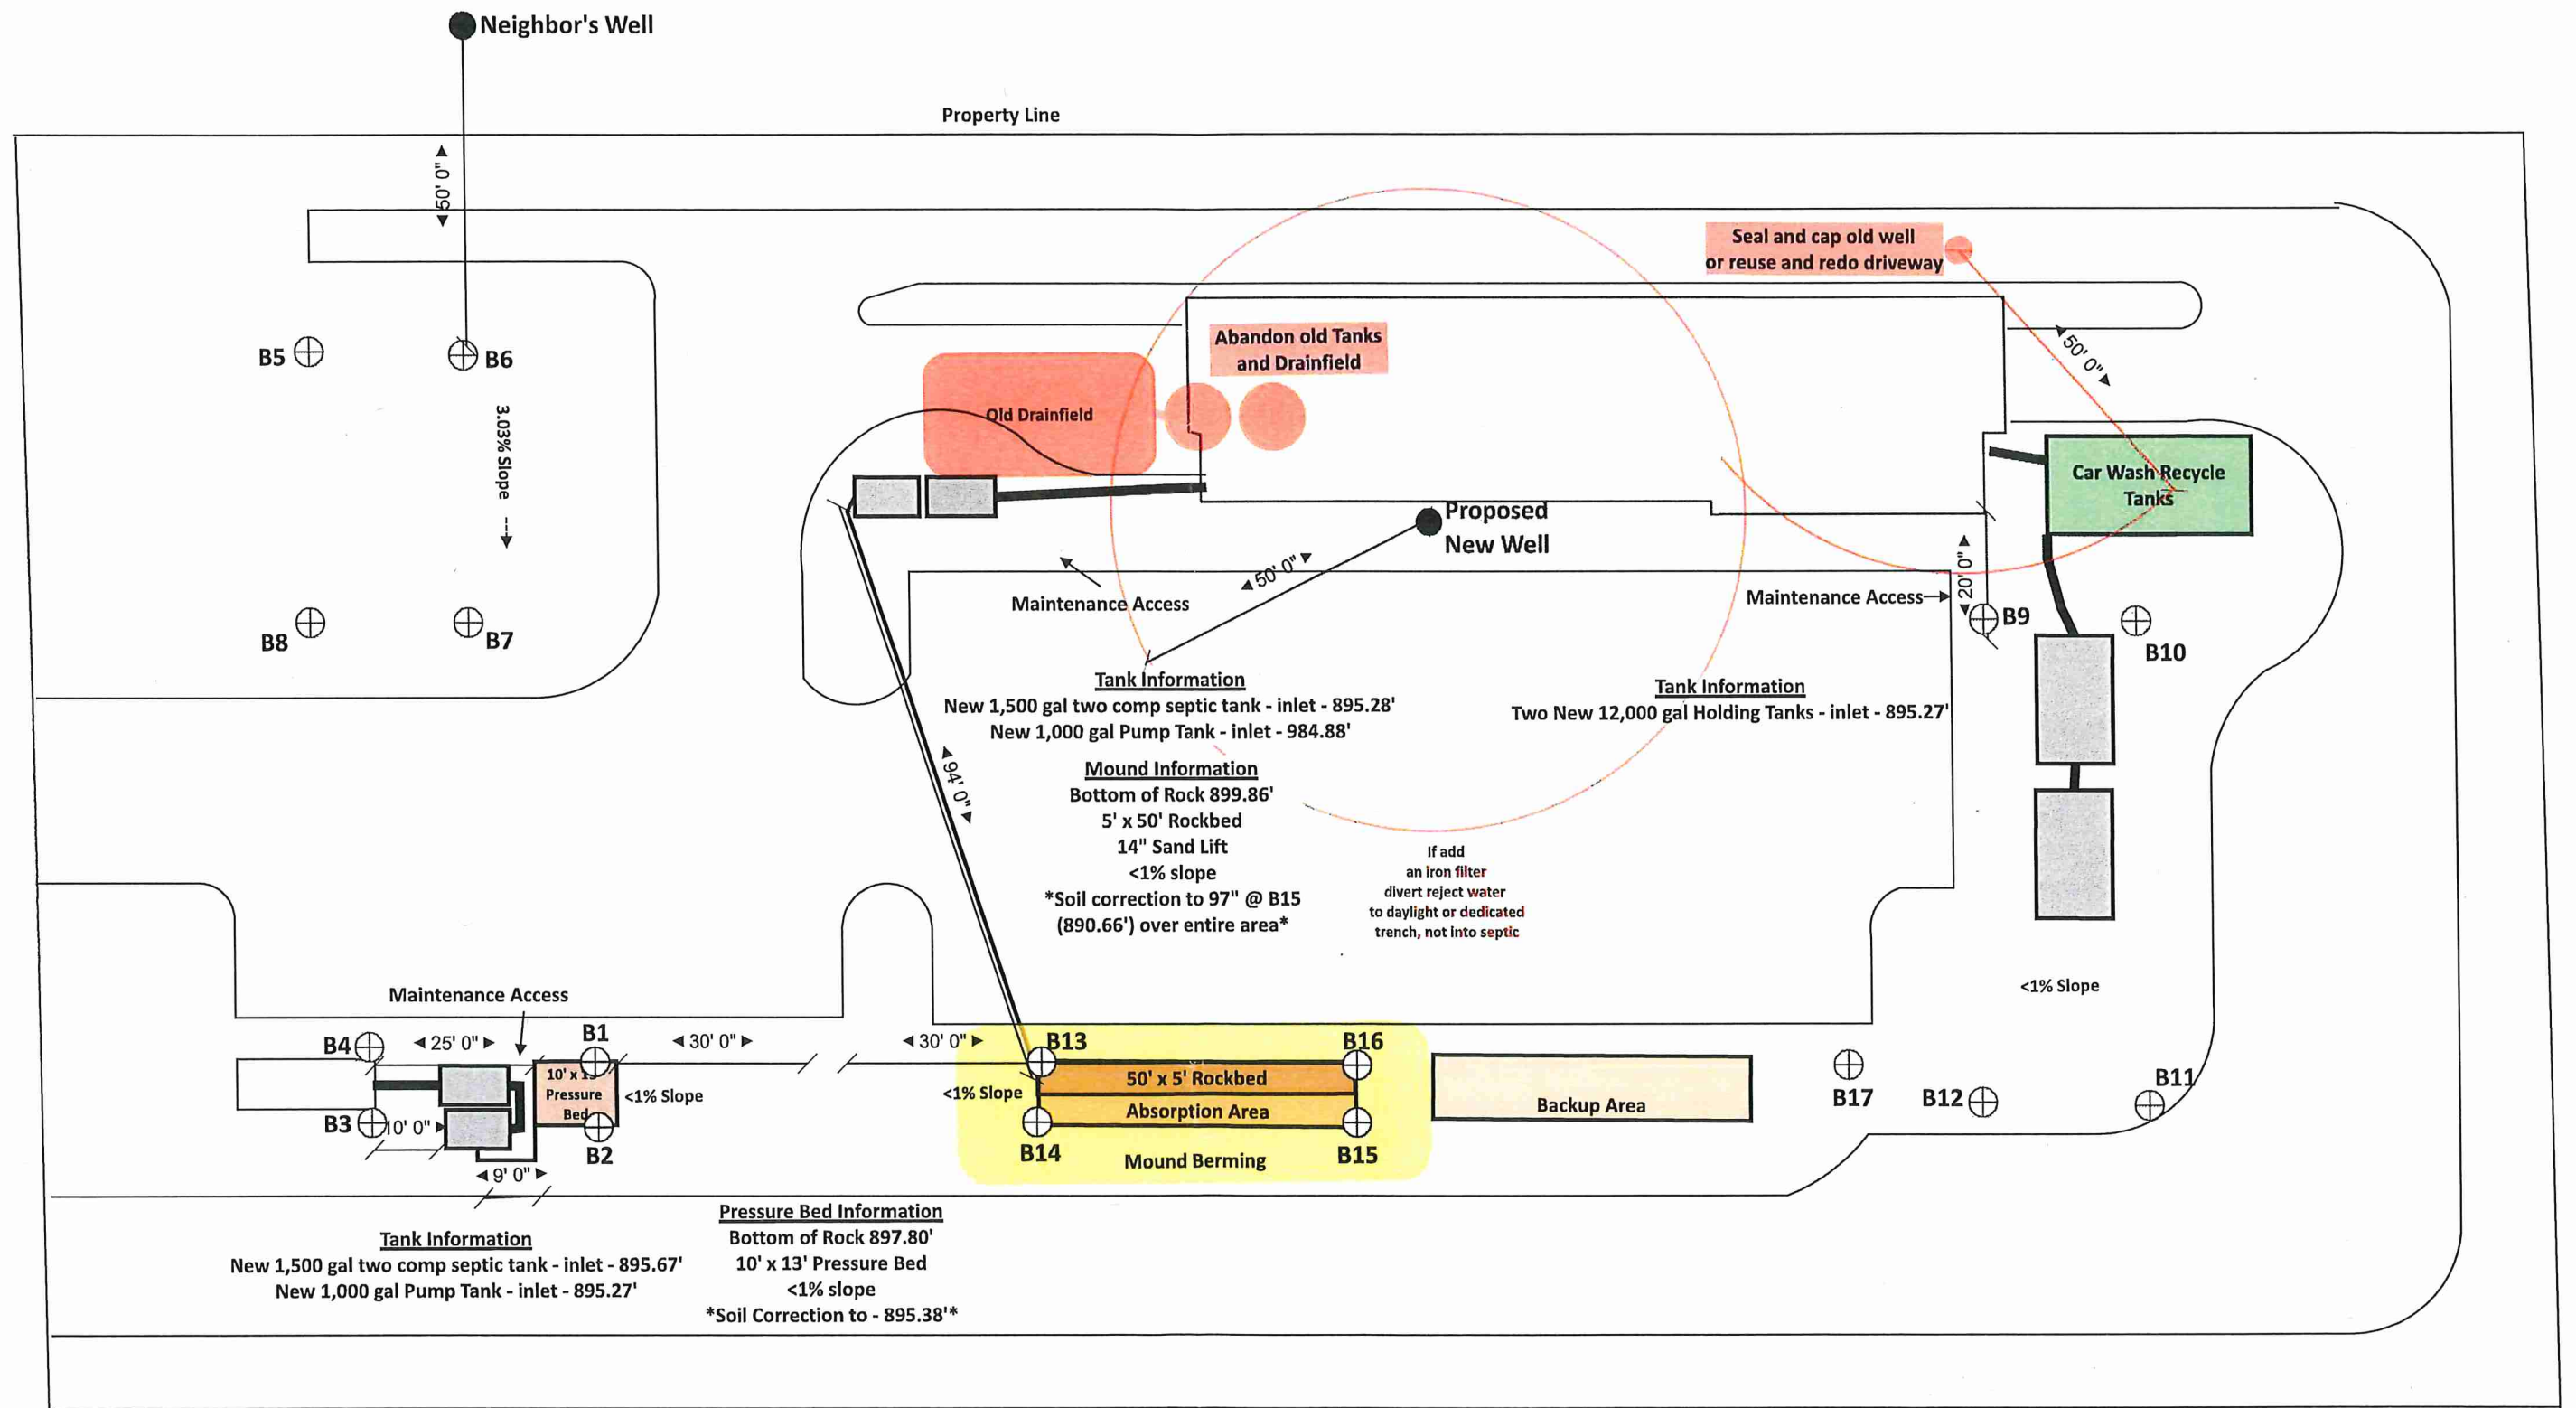 Neighbor's Well
Property Line
50' 0"
Seal and cap old well
or reuse and redo driveway
Abandon old Tanks
and Drainfield
50' 0"
B5
B6
Old Drainfield
3.03% Slope
Car Wash Recycle
Tanks
Proposed
New Well
50' 0"
20' 0"
Maintenance Access
Maintenance Access
B9
B8
B7
B10
Tank Information
New 1,500 gal two comp septic tank - inlet - 895.28'
New 1,000 gal Pump Tank - inlet - 984.88'
Tank Information
Two New 12,000 gal Holding Tanks - inlet - 895.27'
94' 0"
Mound Information
Bottom of Rock 899.86'
5' x 50' Rockbed
14" Sand Lift
<1% slope
*Soil correction to 97" @ B15
(890.66') over entire area*
If add
an iron filter
divert reject water
to daylight or dedicated
trench, not into septic
<1% Slope
Maintenance Access
B4
25' 0"
B1
30' 0"
30' 0"
B13
B16
10' x
Pressure
Bed
<1% Slope
<1% Slope
50' x 5' Rockbed
Absorption Area
Backup Area
B17
B12
B11
B3
10' 0"
B2
B14
Mound Berming
B15
9' 0"
Tank Information
New 1,500 gal two comp septic tank - inlet - 895.67'
New 1,000 gal Pump Tank - inlet - 895.27'
Pressure Bed Information
Bottom of Rock 897.80'
10' x 13' Pressure Bed
<1% slope
*Soil Correction to - 895.38'*